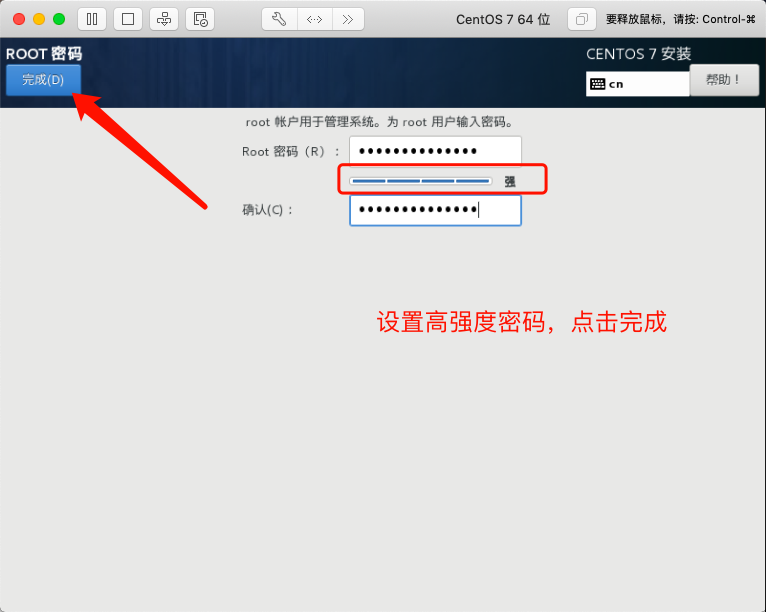 CentOS 7 64 位
要释放鼠标，请按: Control-⌘
ROOT 密码
CENTOS 7 安装
完成(D)
cn
帮助！
root 帐户用于管理系统。为 root 用户输入密码。
Root 密码（R）：
••••••••••••••
强
确认(C)：
••••••••••••••
设置高强度密码，点击完成